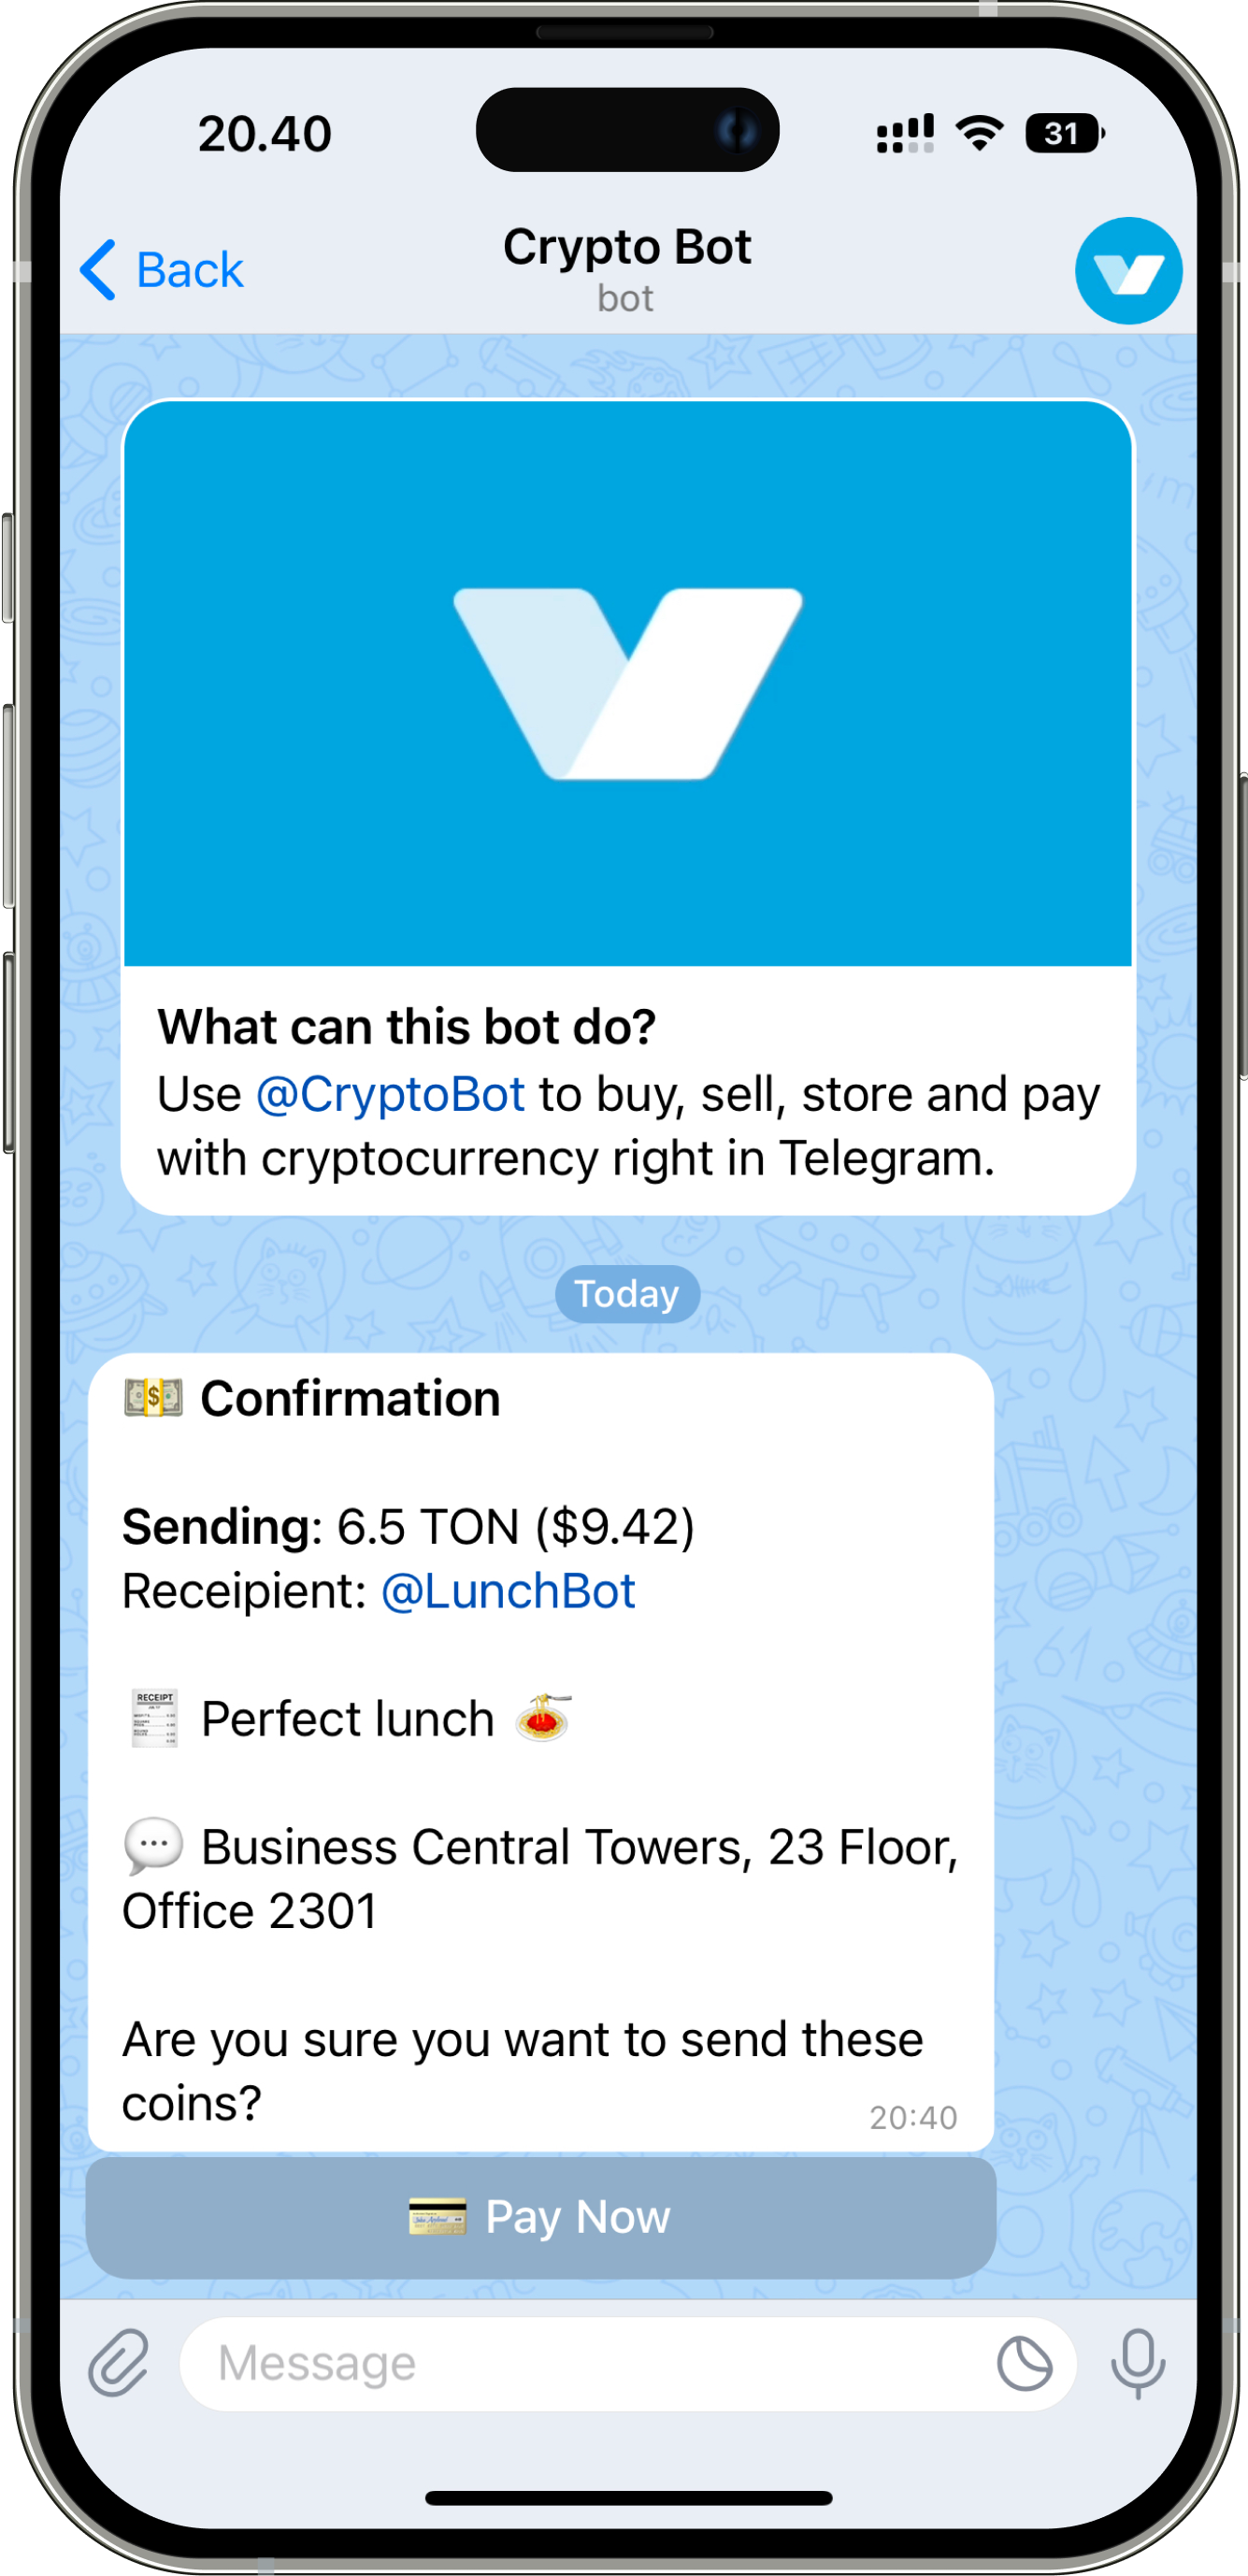 20.40
31
Back
Crypto Bot
bot
What can this bot do?
Use @CryptoBot to buy, sell, store and pay
with cryptocurrency right in Telegram.
Today
💵 Confirmation
Sending: 6.5 TON ($9.42)
Receipient: @LunchBot
RECEIPT
🧾 Perfect lunch 🍝
💬 Business Central Towers, 23 Floor,
Office 2301
Are you sure you want to send these
coins?
20:40
💳 Pay Now
Message